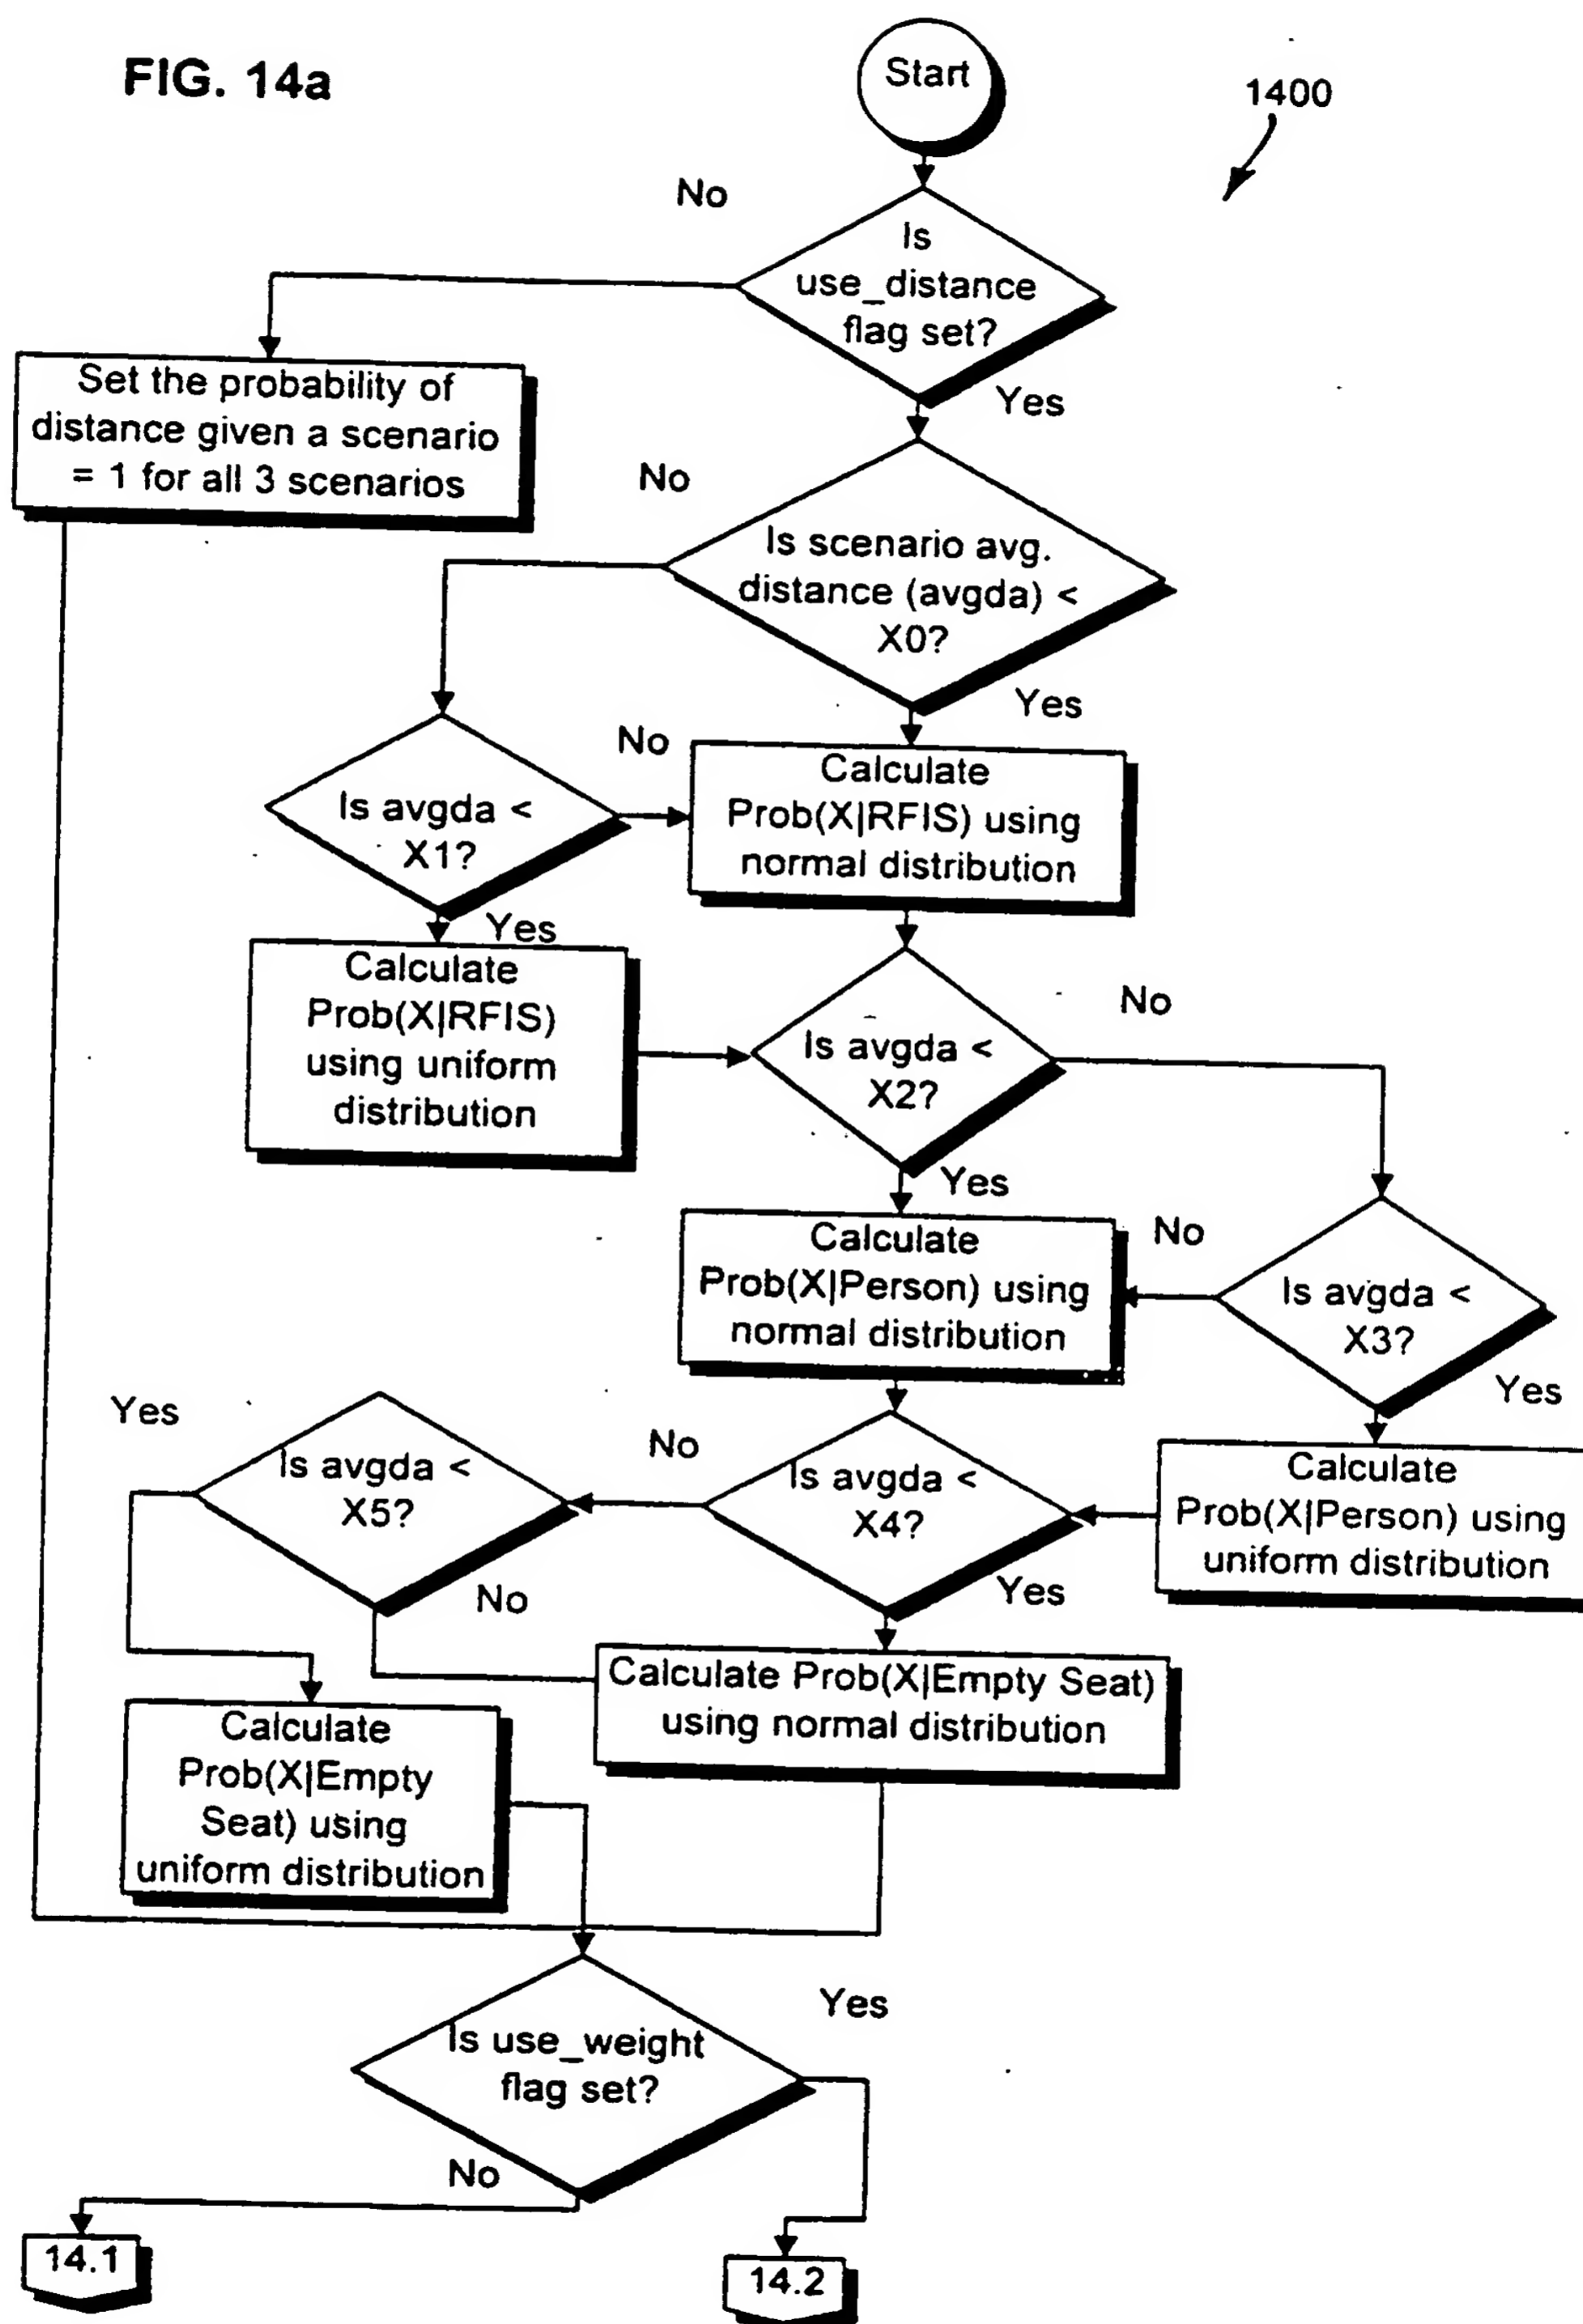 FIG. 14a
Start
1400
No
Is
use_distance
flag set?
Yes
Set the probability of
distance given a scenario
= 1 for all 3 scenarios
No
Is scenario avg.
distance (avgda) <
X0?
Yes
No
Is avgda <
X1?
Calculate
Prob(X|RFIS) using
normal distribution
Yes
Calculate
Prob(X|RFIS)
using uniform
distribution
No
Is avgda <
X2?
Yes
Calculate
Prob(X|Person) using
normal distribution
No
Is avgda <
X3?
Yes
Yes
Is avgda <
X5?
No
No
Is avgda <
X4?
Yes
Calculate
Prob(X|Person) using
uniform distribution
Calculate Prob(X|Empty Seat)
using normal distribution
Calculate
Prob(X|Empty
Seat) using
uniform distribution
Yes
Is use_weight
flag set?
No
14.1
14.2